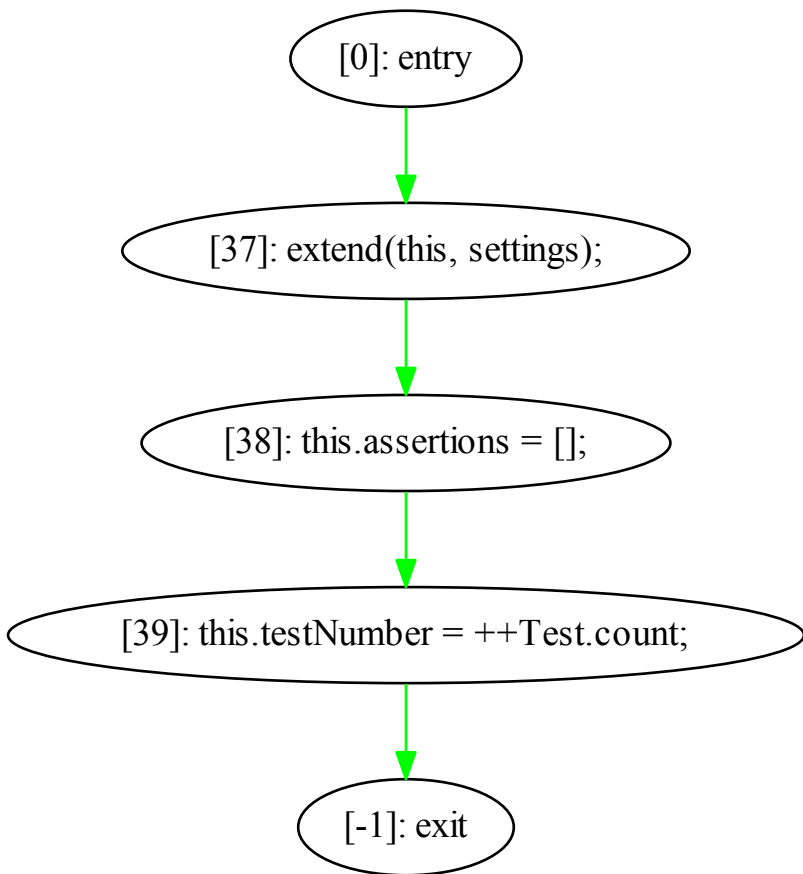 [0]: entry
[37]: extend(this, settings);
[38]: this.assertions = [];
[39]: this.testNumber = ++Test.count;
[-1]: exit